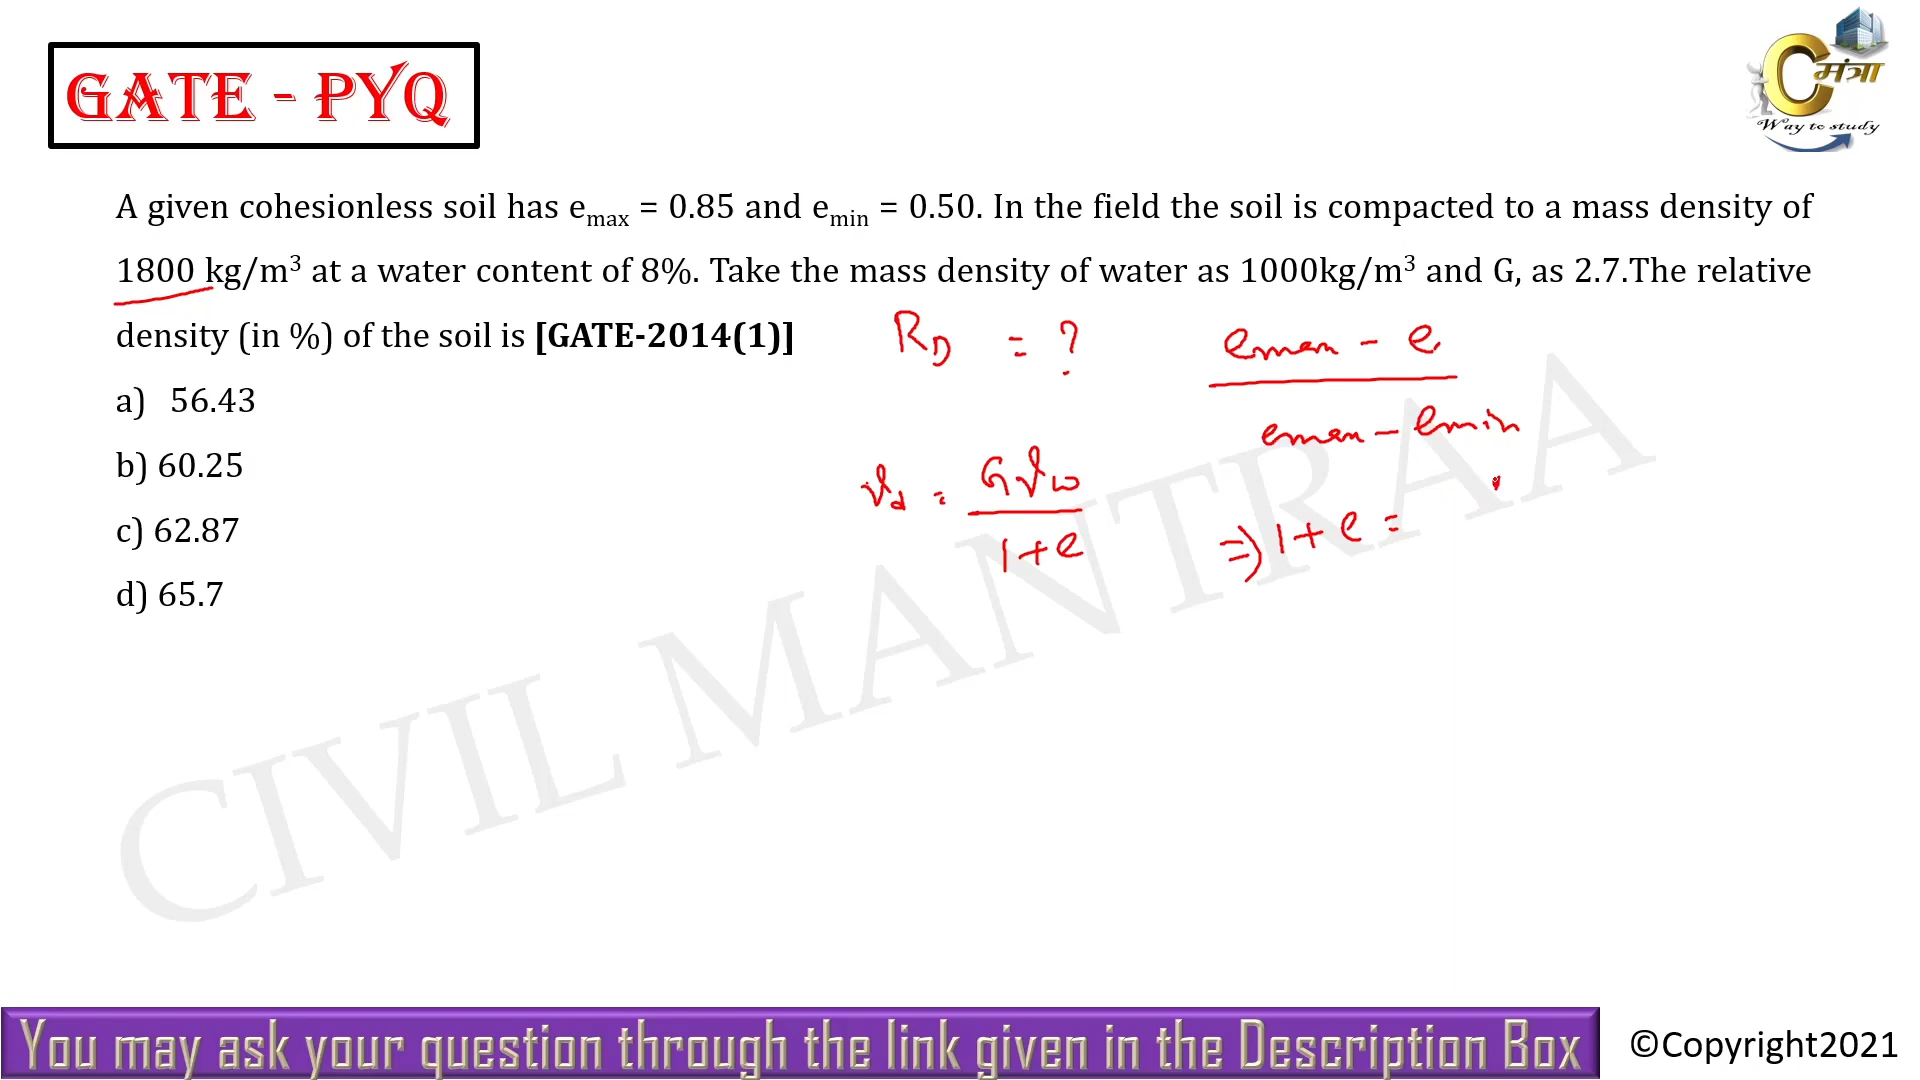 GATE - PYQ
C मंत्रा
Way to study
A given cohesionless soil has emax = 0.85 and emin = 0.50. In the field the soil is compacted to a mass density of
1800 kg/m³ at a water content of 8%. Take the mass density of water as 1000kg/m³ and G, as 2.7.The relative
density (in %) of the soil is [GATE-2014(1)]
RD = ?
emax - e
emax - emin
a) 56.43
b) 60.25
c) 62.87
d) 65.7
γd = Gγω
1+e
⇒ 1+e =
CIVIL MANTRAA
You may ask your question through the link given in the Description Box
©Copyright2021